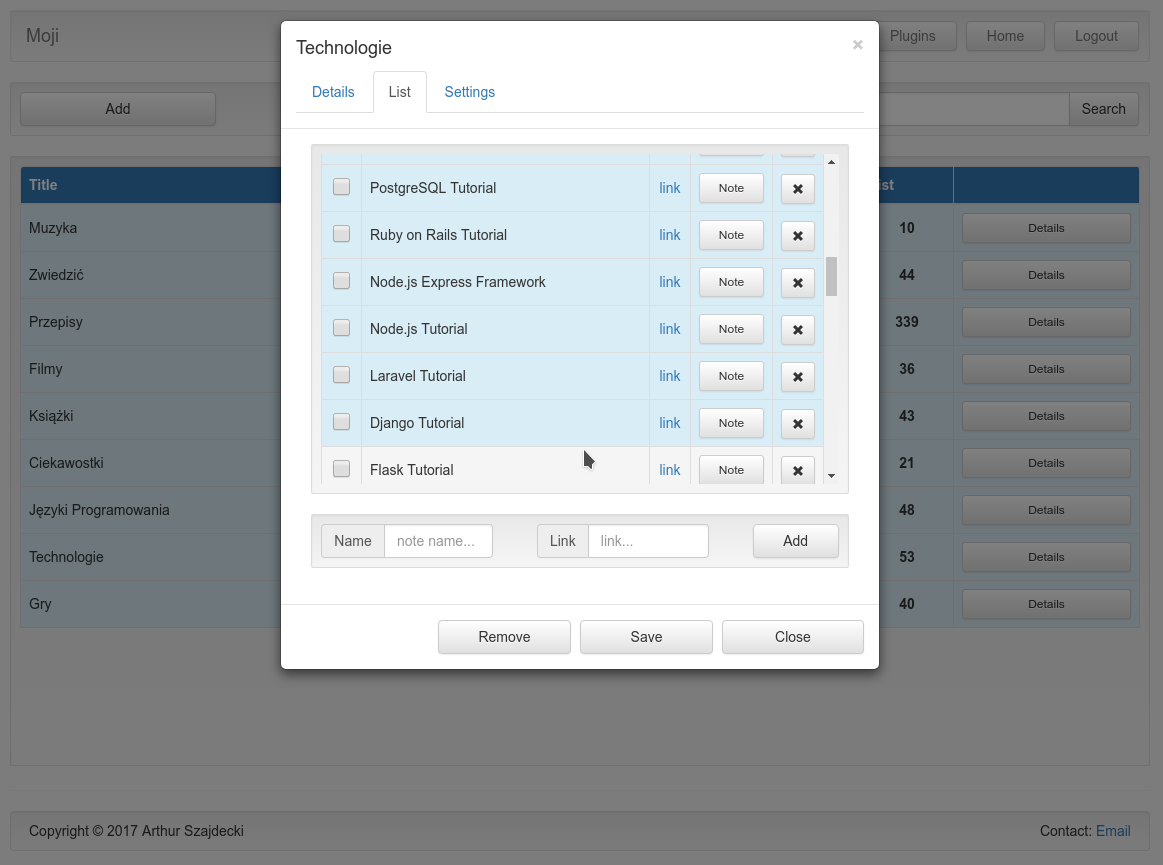 Moji
Plugins
Home
Logout
Technologie
×
Details
List
Settings
Add
Search
Title
Muzyka
10
Details
Zwiedzić
44
Details
Przepisy
339
Details
Filmy
36
Details
Książki
43
Details
Ciekawostki
21
Details
Języki Programowania
48
Details
Technologie
53
Details
Gry
40
Details
PostgreSQL Tutorial link Note
Ruby on Rails Tutorial link Note
Node.js Express Framework link Note
Node.js Tutorial link Note
Laravel Tutorial link Note
Django Tutorial link Note
Flask Tutorial link Note
Name note name... Link link... Add
Remove Save Close
Copyright © 2017 Arthur Szajdecki
Contact: Email